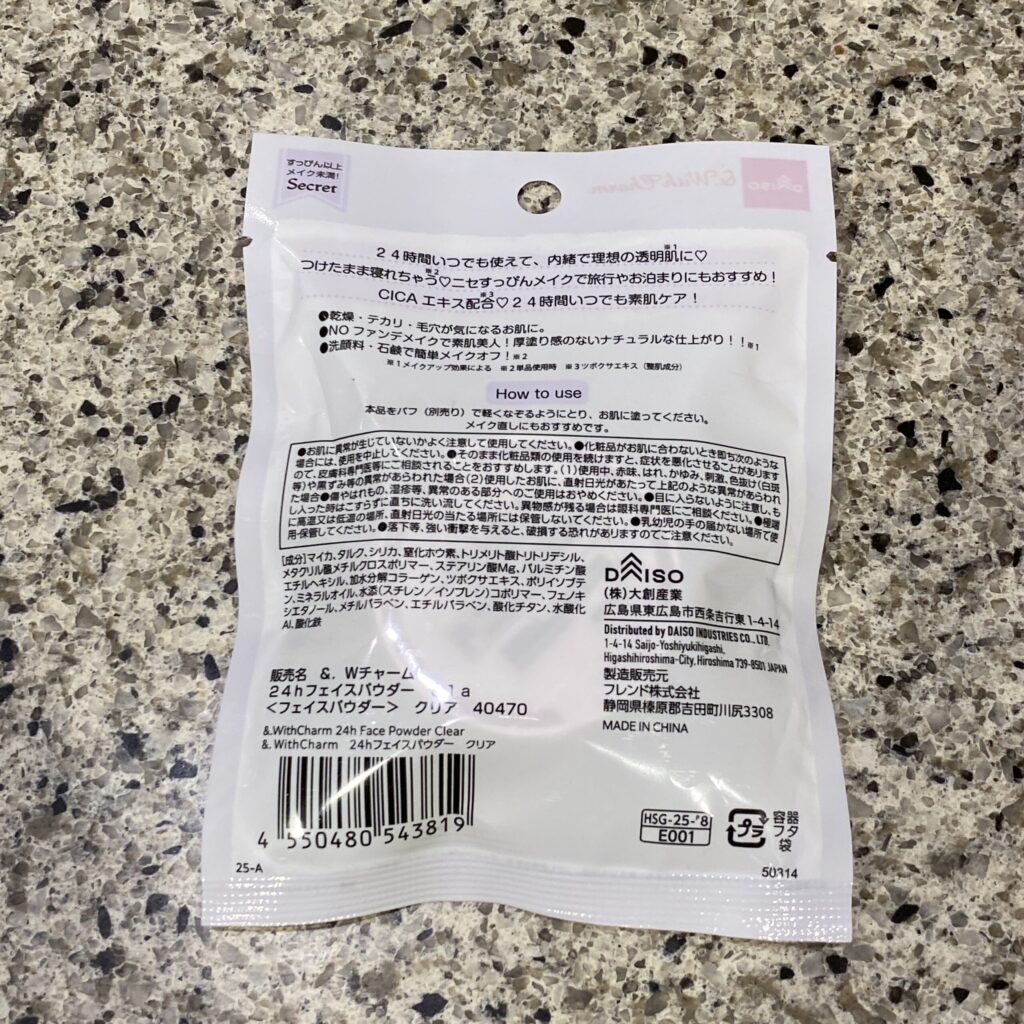 すっぴん以上
メイク未満!
Secret
DAISO
２４時間いつでも使えて、内緒で理想の透明肌に♡※1
つけたまま寝れちゃう※2♡ニセすっぴんメイクで旅行やお泊まりにもおすすめ！
CICA エキス配合※3♡２４時間いつでも素肌ケア！
●乾燥・テカリ・毛穴が気になるお肌に。
●NO ファンデメイクで素肌美人！厚塗り感のないナチュラルな仕上がり！！※1
●洗顔料・石鹸で簡単メイクオフ！※2
※1メイクアップ効果による ※2単品使用時 ※3ツボクサエキス（整肌成分）
How to use
本品をパフ（別売り）で軽くなぞるようにとり、お肌に塗ってください。
メイク直しにもおすすめです。
●お肌に異常が生じていないかよく注意して使用してください。●化粧品がお肌に合わないとき即ち次のような
場合には、使用を中止してください。●そのまま化粧品類の使用を続けますと、症状を悪化させることがあります
ので、皮膚科専門医等にご相談されることをおすすめします。(1)使用中、赤味、はれ、かゆみ、刺激、色抜け(白斑
等)や黒ずみ等の異常があらわれた場合(2)使用したお肌に、直射日光があたって上記のような異常があらわれ
た場合●傷やはれもの、湿疹等、異常のある部分へのご使用はおやめください。●目に入らないように注意し、も
し入った時はこすらずに直ちに洗い流してください。異物感が残る場合は眼科専門医にご相談ください。●極端
に高温又は低温の場所、直射日光の当たる場所には保管しないでください。●乳幼児の手の届かない場所で使
用・保管してください。●落下等、強い衝撃を与えると、破損する恐れがありますのでご注意ください。
[成分]マイカ、タルク、シリカ、窒化ホウ素、トリメリト酸トリトリデシル、
メタクリル酸メチルクロスポリマー、ステアリン酸Mg、パルミチン酸
エチルヘキシル、加水分解コラーゲン、ツボクサエキス、ポリイソブテ
ン、ミネラルオイル、水添(スチレン／イソプレン)コポリマー、フェノキ
シエタノール、メチルパラベン、エチルパラベン、酸化チタン、水酸化
Al、酸化鉄
DAISO
(株)大創産業
広島県東広島市西条吉行東1-4-14
Distributed by DAISO INDUSTRIES CO., LTD.
1-4-14 Saijo-Yoshiyukihigashi,
Higashihiroshima-City, Hiroshima 739-8501 JAPAN
製造販売元
フレンド株式会社
静岡県榛原郡吉田町川尻3308
MADE IN CHINA
販売名 &. Wチャーム
24hフェイスパウダー 1a
＜フェイスパウダー＞ クリア 40470
&.WithCharm 24h Face Powder Clear
&. WithCharm 24hフェイスパウダー クリア
4 550480 543819
HSG-25-*8
E001
プラ
容器
フタ
袋
25-A
50314